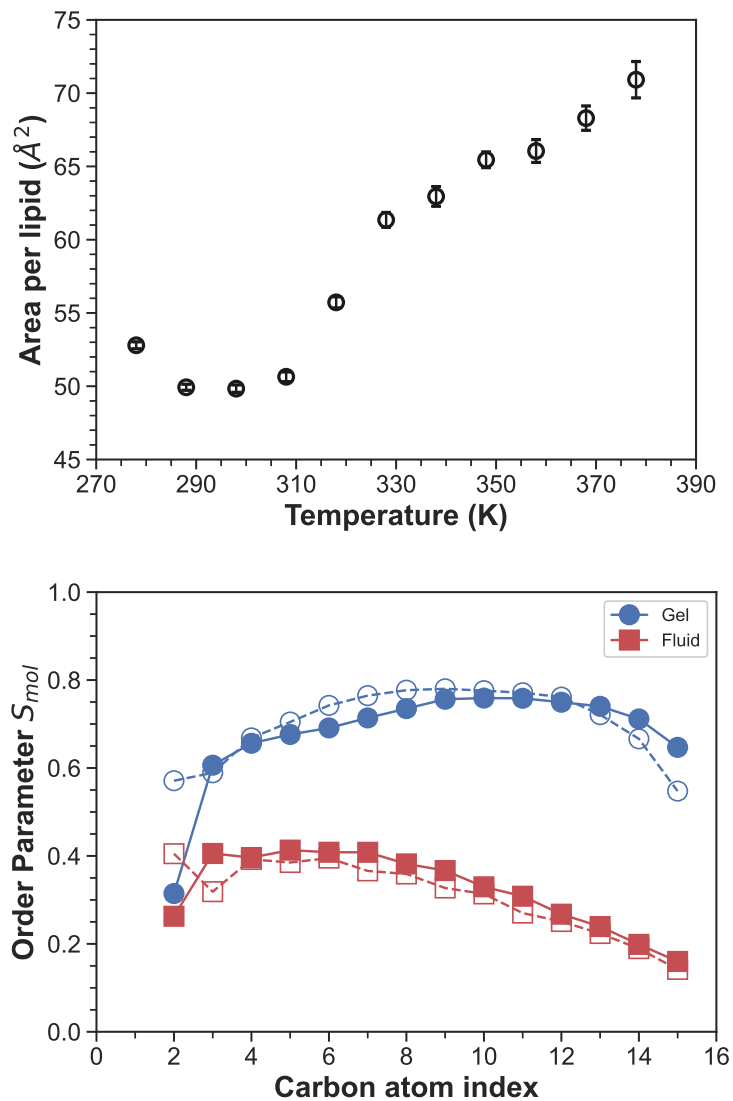 75
70
65
60
55
50
45
Area per lipid (Å²)
270 290 310 330 350 370 390
Temperature (K)
1.0
0.8
0.6
0.4
0.2
0.0
Order Parameter Smol
Gel
Fluid
0 2 4 6 8 10 12 14 16
Carbon atom index